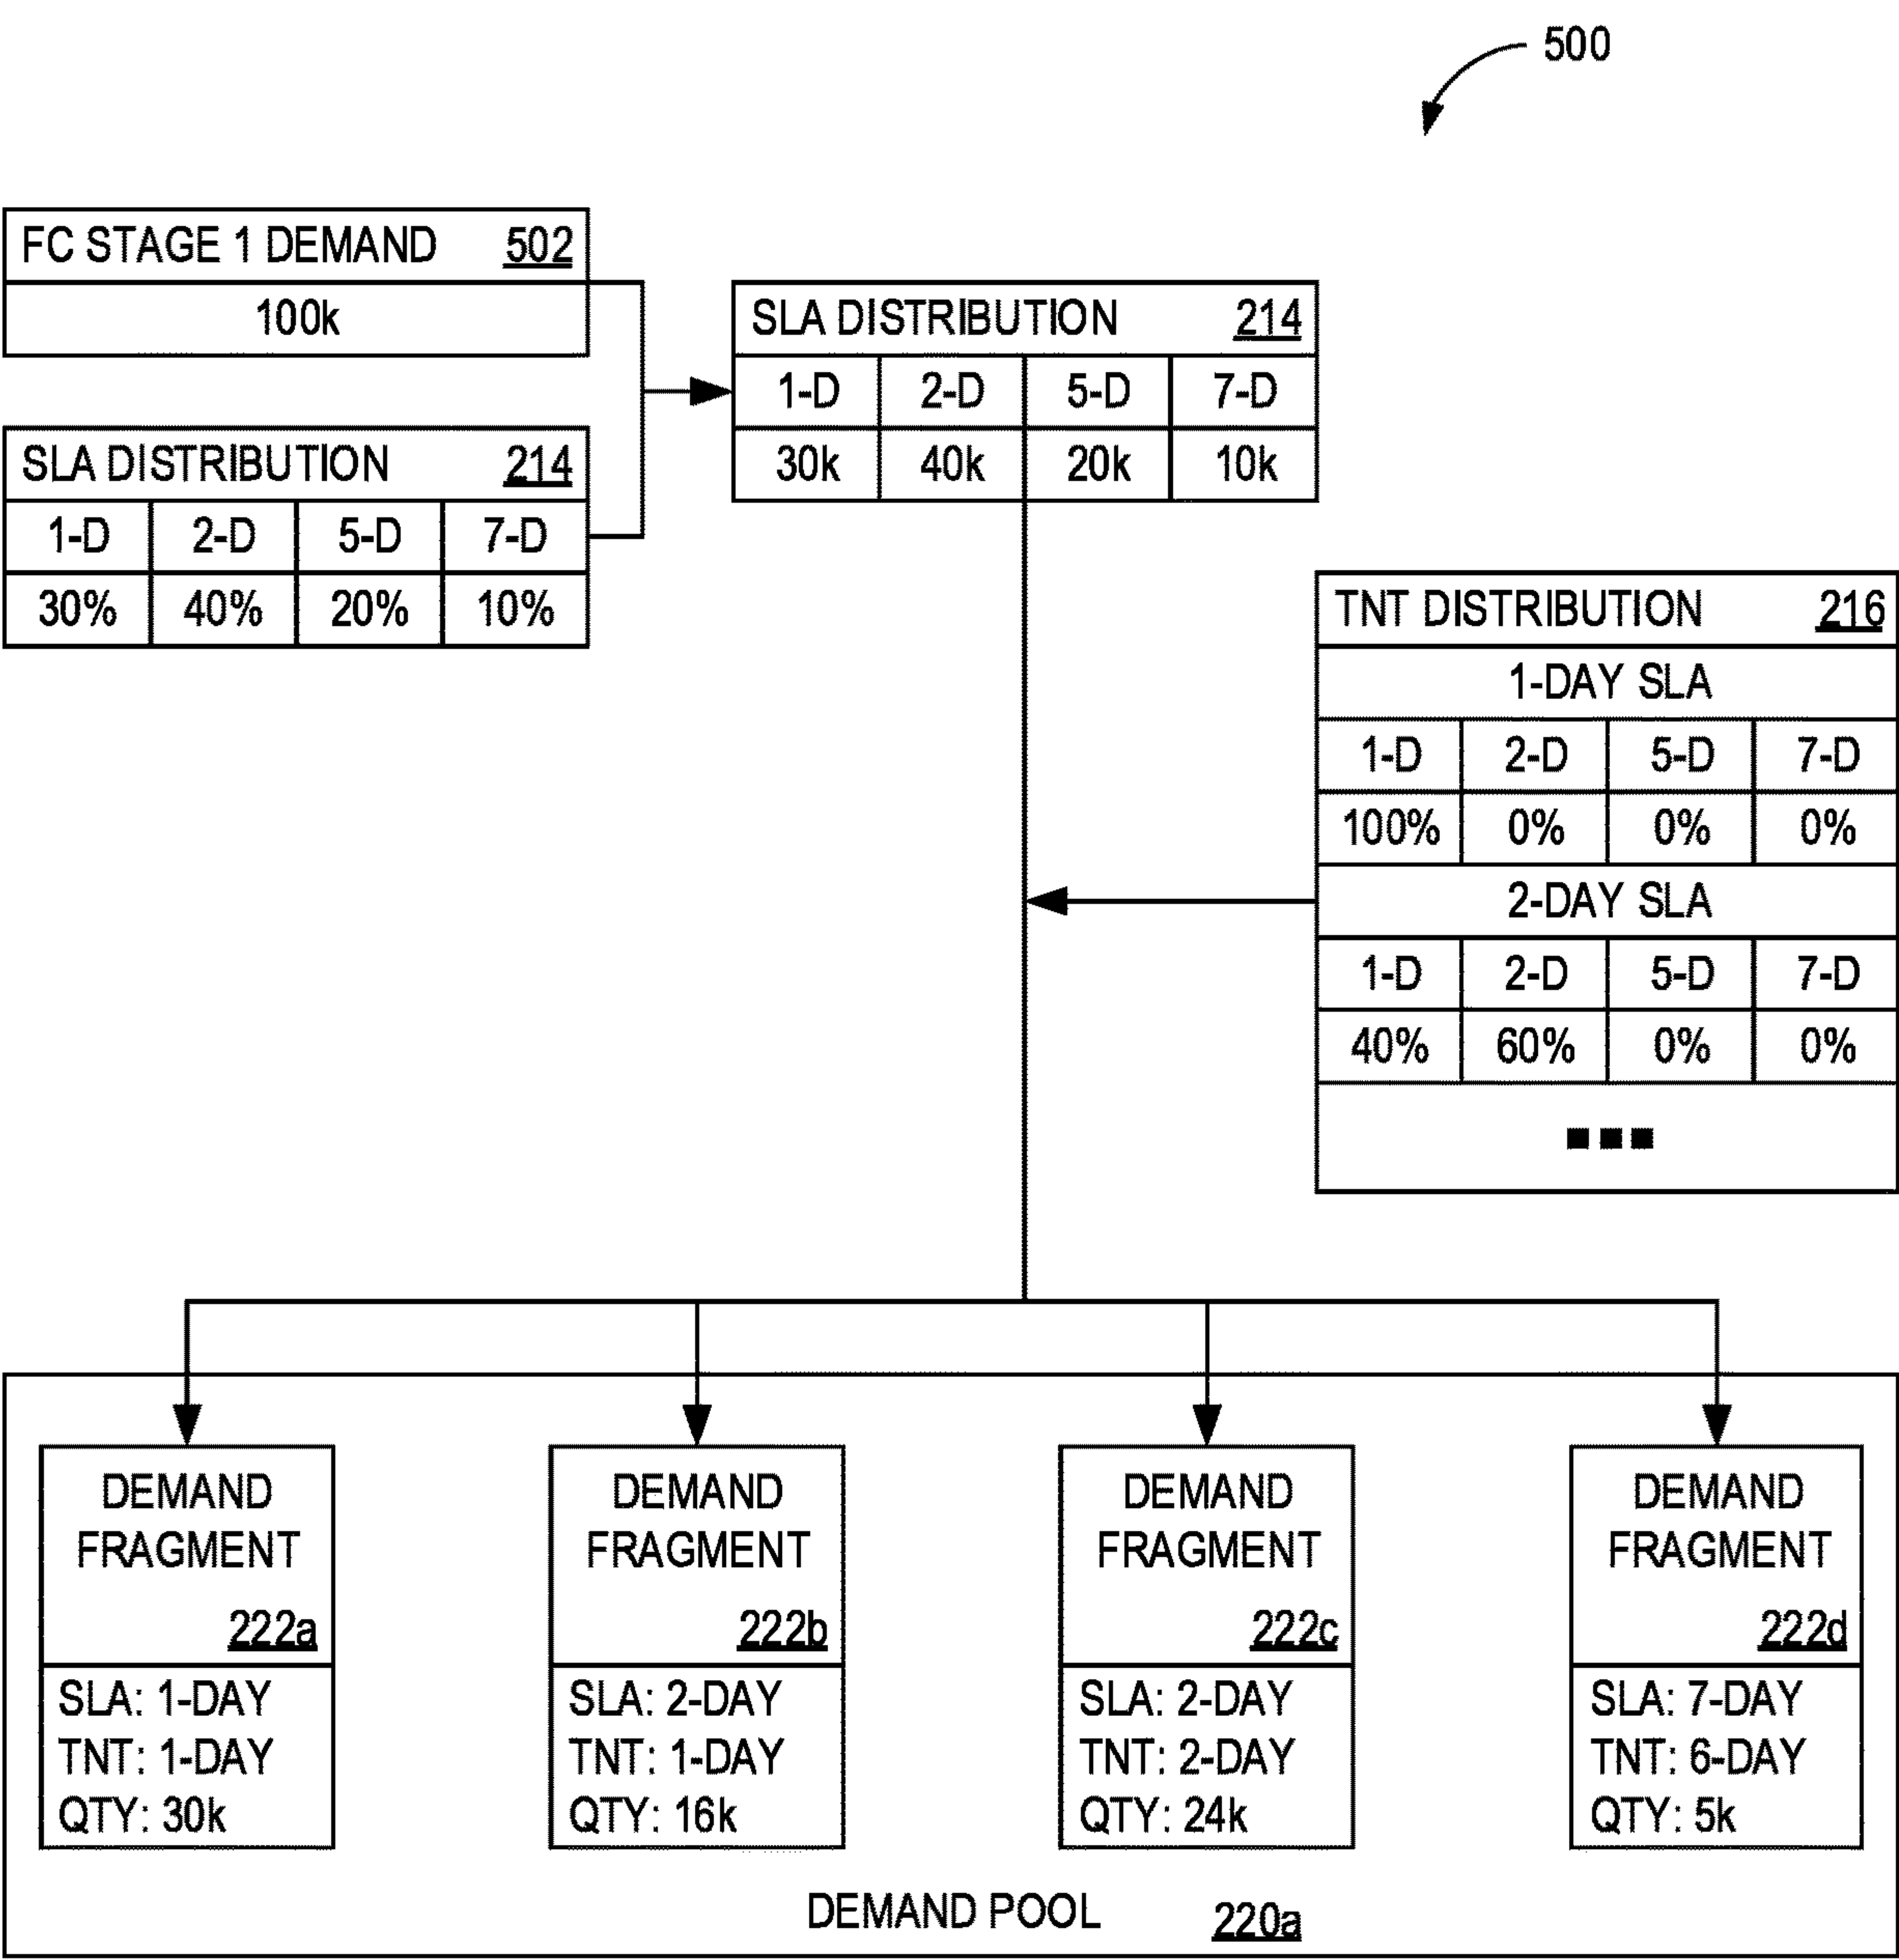 500
FC STAGE 1 DEMAND 502
100k
SLA DISTRIBUTION 214
1-D 2-D 5-D 7-D
30% 40% 20% 10%
SLA DISTRIBUTION 214
1-D 2-D 5-D 7-D
30k 40k 20k 10k
TNT DISTRIBUTION 216
1-DAY SLA
1-D 2-D 5-D 7-D
100% 0% 0% 0%
2-DAY SLA
1-D 2-D 5-D 7-D
40% 60% 0% 0%
DEMAND
FRAGMENT
222a
SLA: 1-DAY
TNT: 1-DAY
QTY: 30k
DEMAND
FRAGMENT
222b
SLA: 2-DAY
TNT: 1-DAY
QTY: 16k
DEMAND
FRAGMENT
222c
SLA: 2-DAY
TNT: 2-DAY
QTY: 24k
DEMAND
FRAGMENT
222d
SLA: 7-DAY
TNT: 6-DAY
QTY: 5k
DEMAND POOL 220a